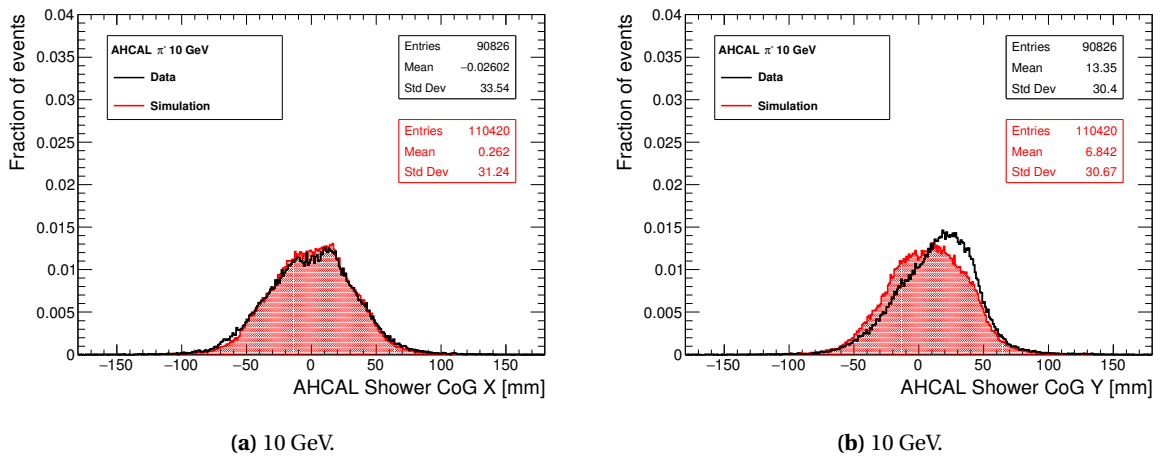 Fraction of events
0.04
0.035
0.03
0.025
0.02
0.015
0.01
0.005
0
AHCAL π⁻ 10 GeV
Data
Simulation
Entries 90826
Mean −0.02602
Std Dev 33.54
Entries 110420
Mean 0.262
Std Dev 31.24
−150 −100 −50 0 50 100 150
AHCAL Shower CoG X [mm]
(a) 10 GeV.
Fraction of events
0.04
0.035
0.03
0.025
0.02
0.015
0.01
0.005
0
AHCAL π⁻ 10 GeV
Data
Simulation
Entries 90826
Mean 13.35
Std Dev 30.4
Entries 110420
Mean 6.842
Std Dev 30.67
−150 −100 −50 0 50 100 150
AHCAL Shower CoG Y [mm]
(b) 10 GeV.